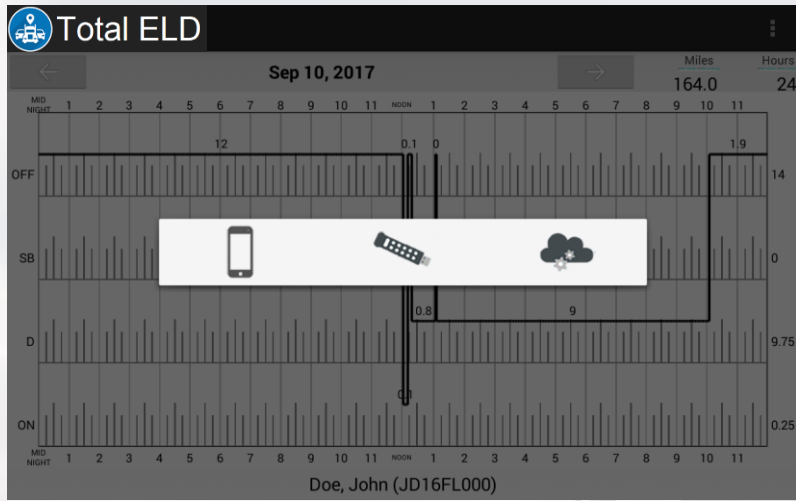 Total ELD
Sep 10, 2017
Miles
164.0
Hours
24
MID NIGHT 1 2 3 4 5 6 7 8 9 10 11 NOON 1 2 3 4 5 6 7 8 9 10 11
12 0.1 0 1.9
OFF 14
SB 0
0.8 9
D 9.75
0.1
ON 0.25
MID NIGHT 1 2 3 4 5 6 7 8 9 10 11 NOON 1 2 3 4 5 6 7 8 9 10 11
Doe, John (JD16FL000)